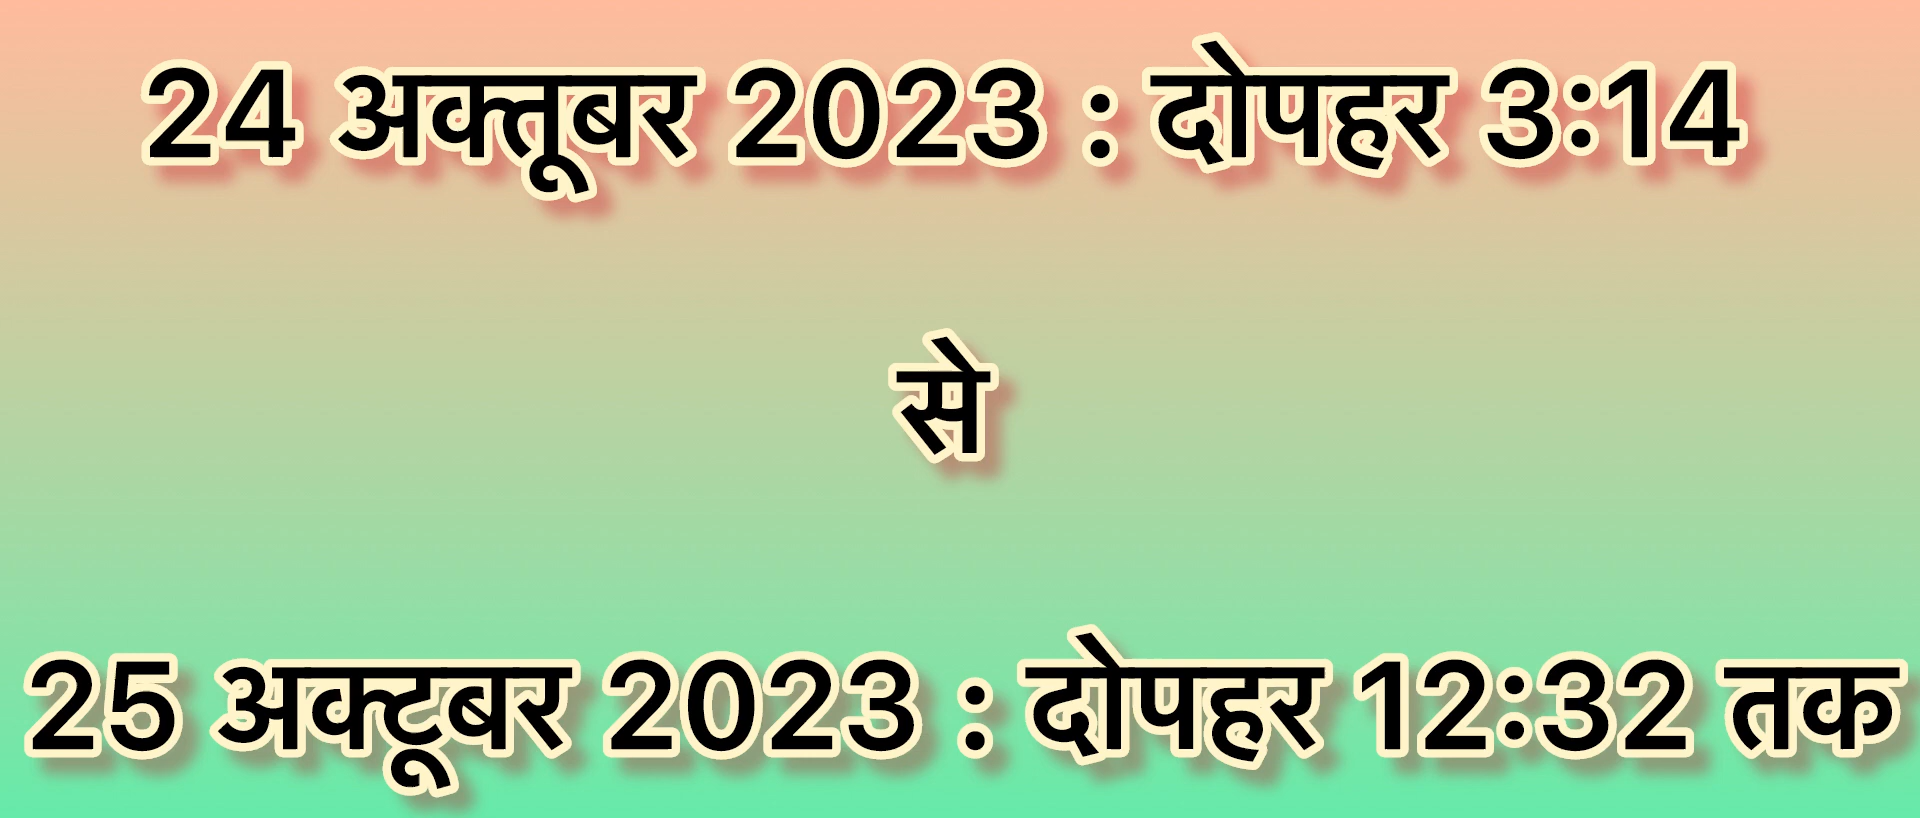 24 अक्तूबर 2023 : दोपहर 3:14
से
25 अक्टूबर 2023 : दोपहर 12:32 तक